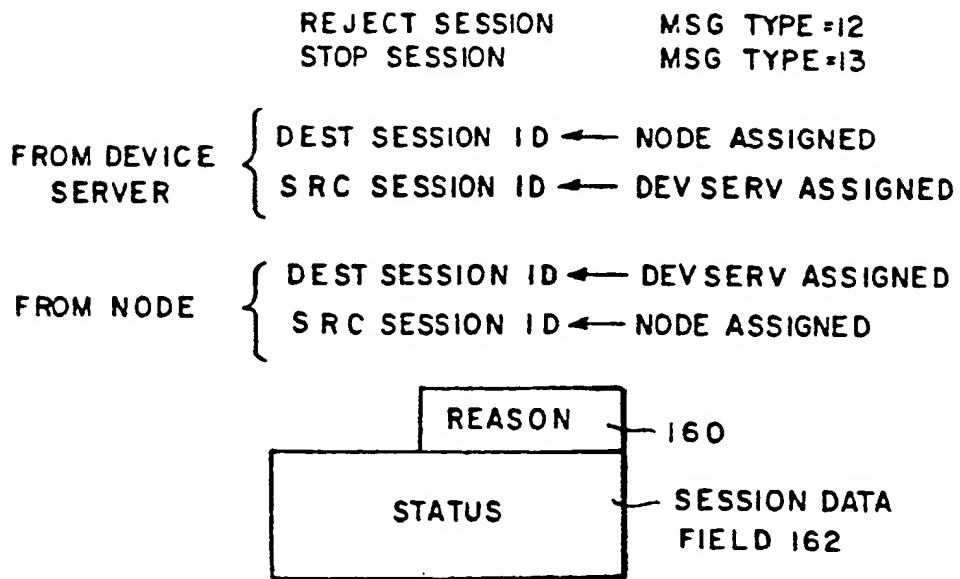 REJECT SESSION MSG TYPE=12
STOP SESSION MSG TYPE=13
FROM DEVICE SERVER
DEST SESSION ID NODE ASSIGNED
SRC SESSION ID DEV SERV ASSIGNED
FROM NODE
DEST SESSION ID DEV SERV ASSIGNED
SRC SESSION ID NODE ASSIGNED
REASON 160
STATUS
SESSION DATA
FIELD 162